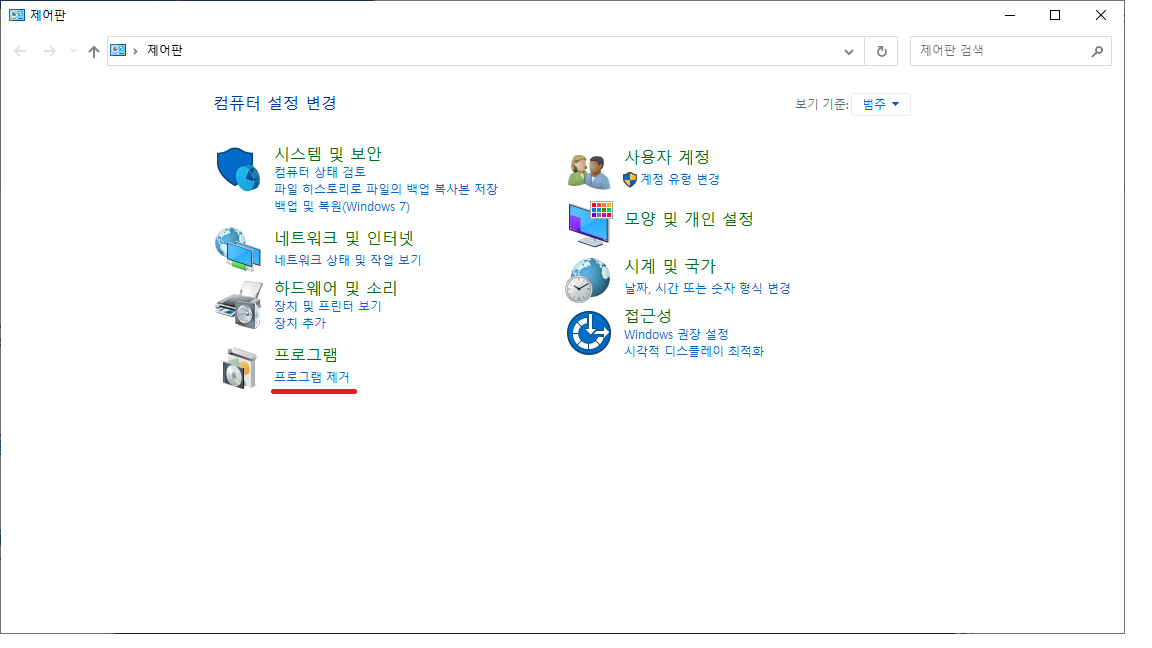 제어판
제어판
제어판 검색
컴퓨터 설정 변경
보기 기준: 범주
시스템 및 보안
컴퓨터 상태 검토
파일 히스토리로 파일의 백업 복사본 저장
백업 및 복원(Windows 7)
네트워크 및 인터넷
네트워크 상태 및 작업 보기
하드웨어 및 소리
장치 및 프린터 보기
장치 추가
프로그램
프로그램 제거
사용자 계정
계정 유형 변경
모양 및 개인 설정
시계 및 국가
날짜, 시간 또는 숫자 형식 변경
접근성
Windows 권장 설정
시각적 디스플레이 최적화